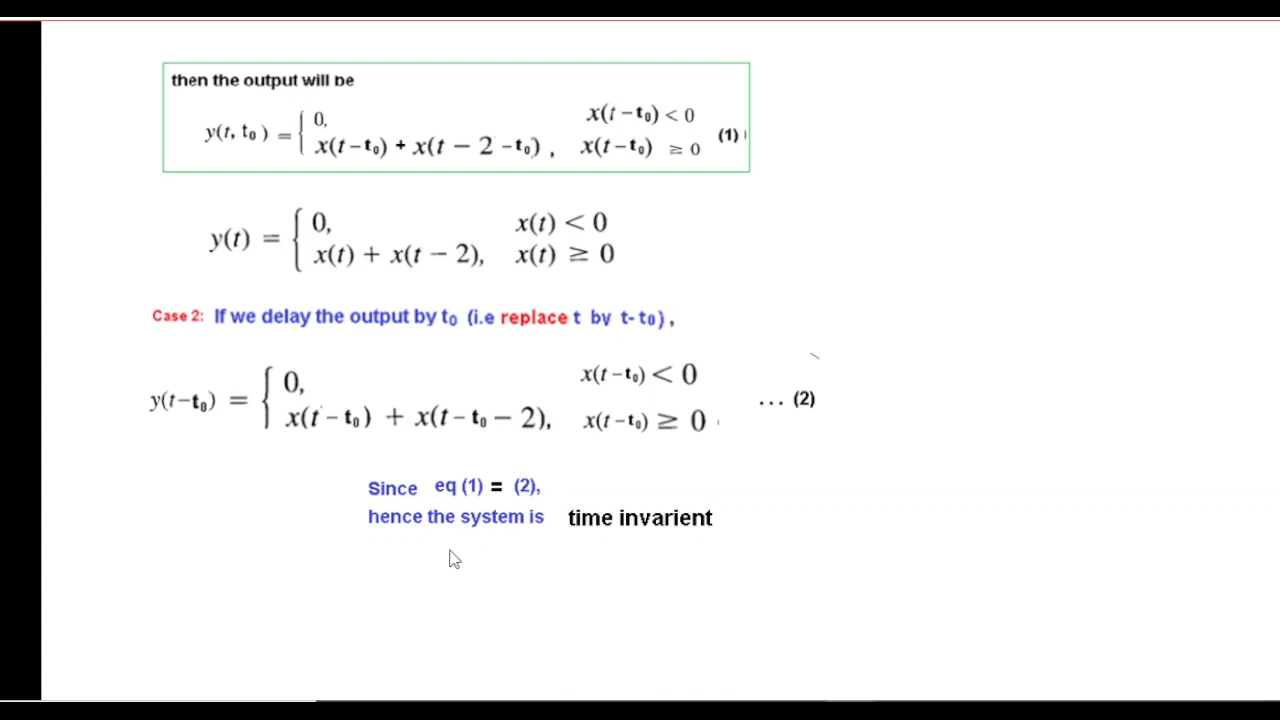 then the output will be
y(t, t₀) = { 0, x(t – t₀) < 0
x(t – t₀) + x(t – 2 – t₀), x(t – t₀) ≥ 0 (1)
y(t) = { 0, x(t) < 0
x(t) + x(t – 2), x(t) ≥ 0
Case 2: If we delay the output by t₀ (i.e replace t by t- t₀),
y(t–t₀) = { 0, x(t – t₀) < 0
x(t – t₀) + x(t – t₀ – 2), x(t – t₀) ≥ 0 ... (2)
Since eq (1) = (2),
hence the system is time invarient